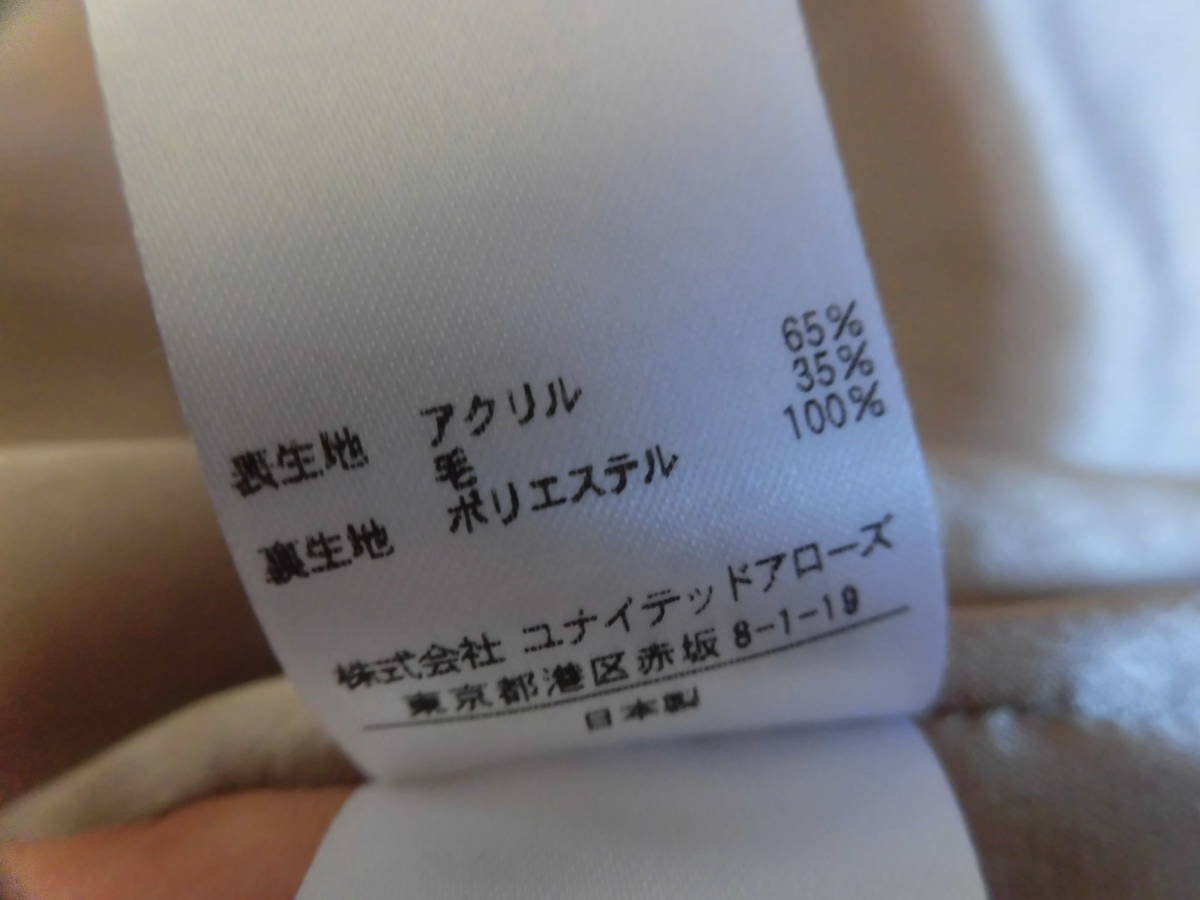 表生地 アクリル 65%
毛 35%
裏生地 ポリエステル 100%
株式会社 ユナイテッドアローズ
東京都港区赤坂 8-1-19
日本製